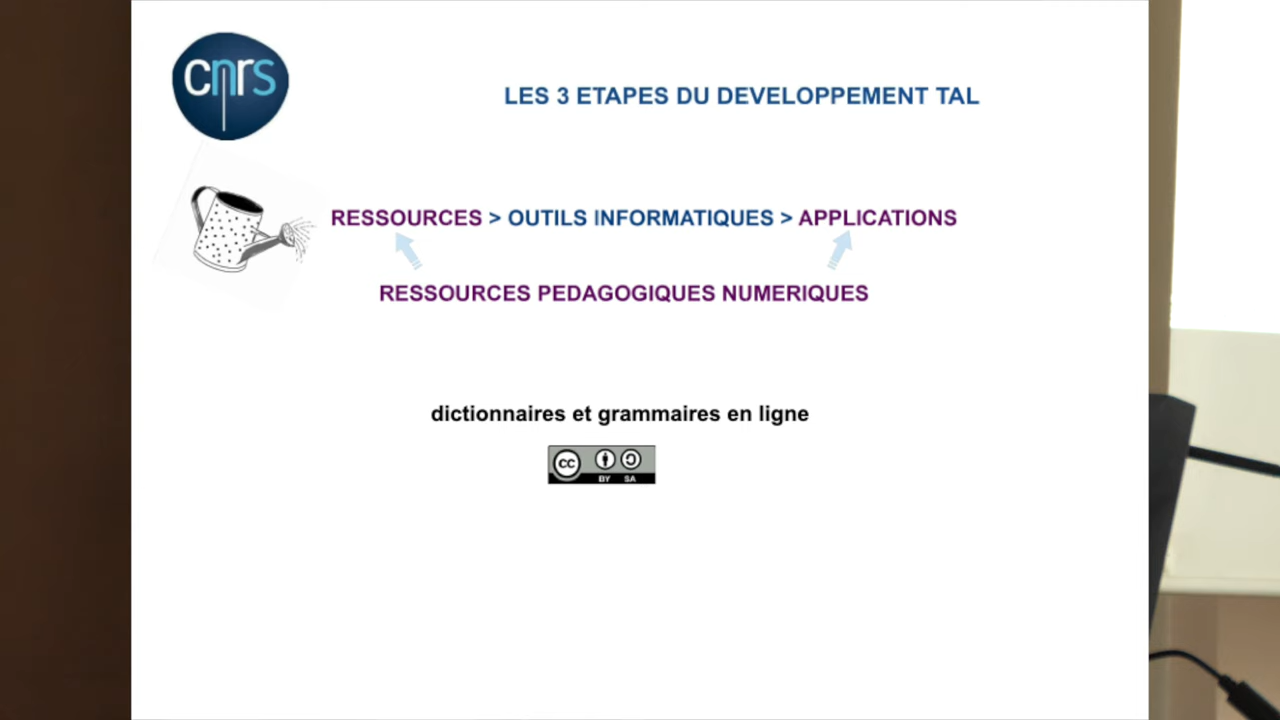 cnrs
LES 3 ETAPES DU DEVELOPPEMENT TAL
RESSOURCES > OUTILS INFORMATIQUES > APPLICATIONS
RESSOURCES PEDAGOGIQUES NUMERIQUES
dictionnaires et grammaires en ligne
cc
BY SA